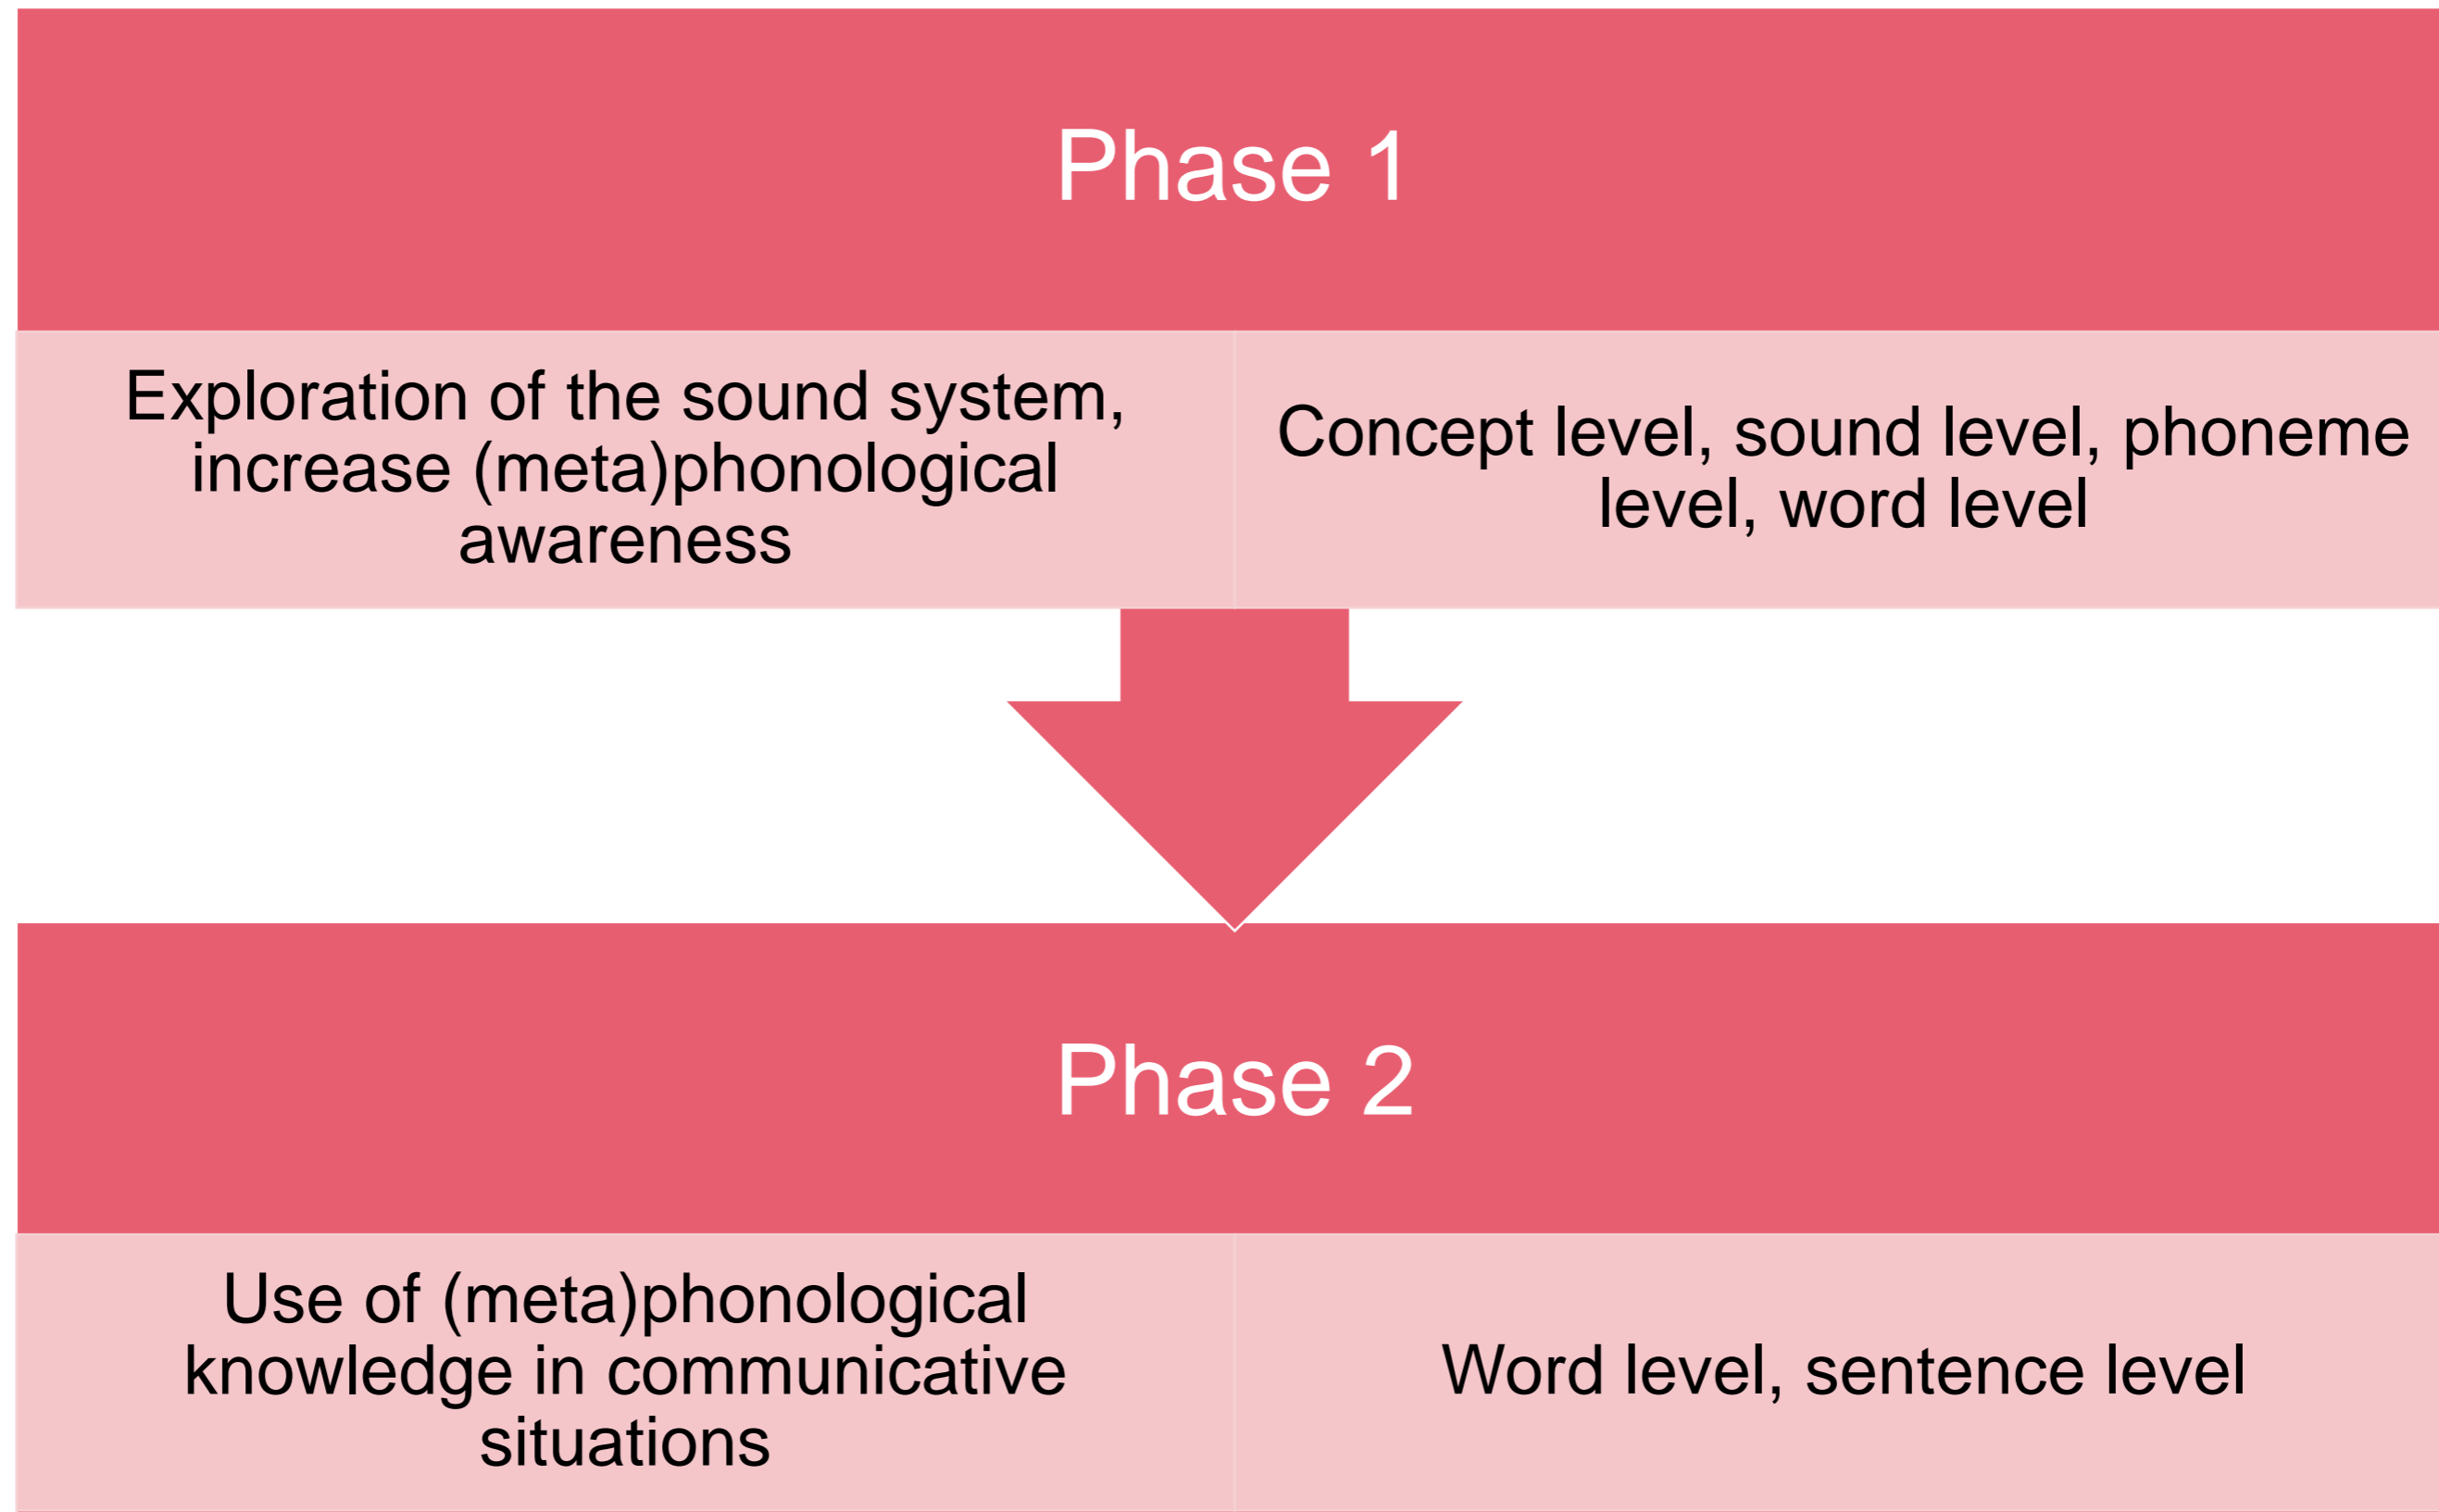 Phase 1
Exploration of the sound system,
increase (meta)phonological
awareness
Concept level, sound level, phoneme
level, word level
Phase 2
Use of (meta)phonological
knowledge in communicative
situations
Word level, sentence level